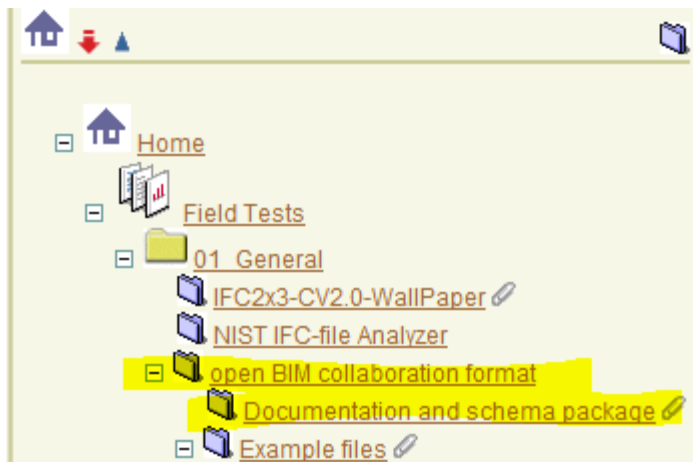 Home
Field Tests
01_General
IFC2x3-CV2.0-WallPaper
NIST IFC-file Analyzer
open BIM collaboration format
Documentation and schema package
Example files